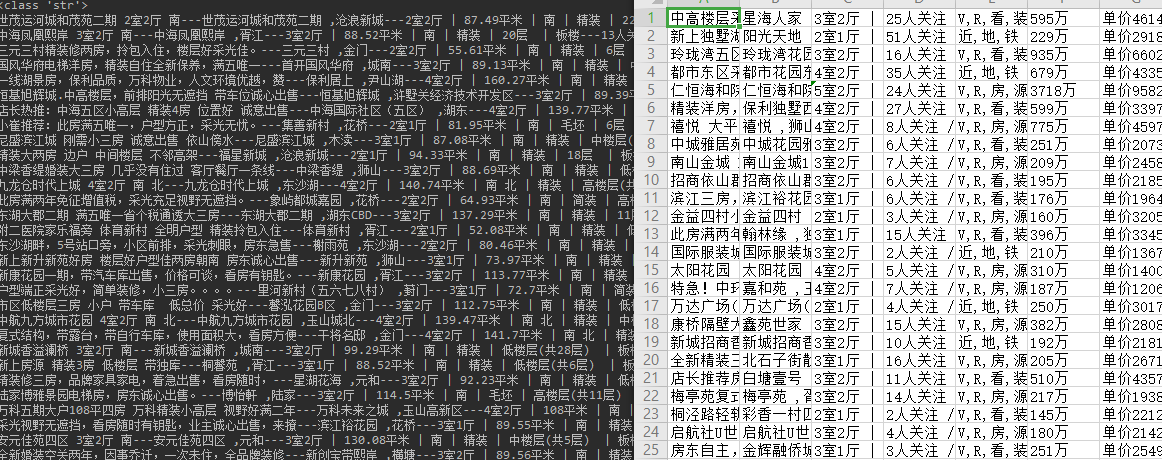 <class 'str'>
世茂运河城和茂苑二期 2室2厅 南---世茂运河城和茂苑二期 ,沧浪新城---2室2厅 | 87.49平米 | 南 | 精装 | 22
中海凤凰熙岸 3室2厅 南---中海凤凰熙岸 ,胥江---3室2厅 | 88.52平米 | 南 | 精装 | 20层 | 板楼---13人关
三元三村精装修两房，拎包入住，楼层好采光佳。---三元三村 ,金门---2室2厅 | 55.61平米 | 南 | 精装 | 6层
国风华府电梯洋房，精装自住全新保养，满五唯一---首开国风华府 ,城南---3室2厅 | 89.13平米 | 南 | 精装 |
一线湖景房，保利品质，万科物业，人文环境优越，赞---保利居上 ,尹山湖---4室2厅 | 160.27平米 | 南 | 精装
恒基旭辉城.中高楼层，前排阳光无遮挡 带车位诚心出售---恒基旭辉城 ,浒墅关经济技术开发区---3室2厅 | 89.39平
店长热推：中海五区小高层 精装4房 位置好 诚意出售---中海国际社区（五区） ,湖东---4室2厅 | 139.77平米 |
小崔推荐：此房满五唯一，户型方正，采光无忧。---集善新村 ,花桥---2室1厅 | 81.95平米 | 南 | 毛坯 | 6层
尼盛滨江城 刚需小三房 诚意出售 依山傍水---尼盛滨江城 ,木渎---3室1厅 | 87.08平米 | 南 | 精装 | 中楼层(
精装大两房 边户 中间楼层 不邻高架---福星新城 ,沧浪新城---2室1厅 | 94.33平米 | 南 | 精装 | 18层 | 板
中梁香缇婚装大三房 几乎没有住过 客厅餐厅一条线---中梁香缇 ,狮山---3室2厅 | 88.69平米 | 南 | 精装 |
九龙仓时代上城 4室2厅 南 北---九龙仓时代上城 ,东沙湖---4室2厅 | 140.74平米 | 南 北 | 精装 | 高楼层(共
此房满两年免征增值税，采光充足视野无遮挡。---象屿都城嘉园 ,花桥---2室2厅 | 64.93平米 | 南 | 简装 | 高楼
东湖大郡二期 满五唯一省个税通透大三房---东湖大郡二期 ,湖东CBD---3室2厅 | 137.29平米 | 南 | 精装 | 11
附二医院家乐福旁 体育新村 全明户型 精装拎包入住---体育新村 ,胥江---2室1厅 | 52.08平米 | 南 | 精装 | 低
东沙湖畔，5号站口旁，小区前排，采光刺眼，房东急售---榭雨苑 ,东沙湖---2室2厅 | 80.46平米 | 南 | 精装 |
新上新升新苑好房 楼层好户型佳两房朝南 房东诚心出售---新升新苑 ,狮山---3室1厅 | 73.97平米 | 南 | 精装 |
新康花园一期，带汽车库出售，价格可谈，看房有钥匙。---新康花园 ,胥江---3室2厅 | 113.77平米 | 南 | 精装 |
户型端正采光好，简单装修，小三房。。。。---里河新村（五六七八村） ,葑门---3室1厅 | 72.7平米 | 南 | 简装
市区低楼层三房 小户 带车库  低总价 采光好---馨泓花园B区 ,金门---3室2厅 | 112.75平米 | 南 | 精装 | 低
中航九方城市花园 4室2厅 南 北---中航九方城市花园 ,玉山城北---4室2厅 | 139.47平米 | 南 北 | 精装 | 中楼
复式结构，带露台，带自行车库，使用面积大，看房方便---平将名邸 ,金门---4室2厅 | 141.7平米 | 南 北 | 精装
新城香溢澜桥 3室2厅 南---新城香溢澜桥 ,城南---3室2厅 | 99.29平米 | 南 | 精装 | 低楼层(共28层) | 板楼
新上房源 精装3房 低楼层 带独库---桐馨苑 ,胥江---3室1厅 | 88.52平米 | 南 | 精装 | 低楼层(共6层) | 板楼
精装修三房，品牌家具家电，着急出售，看房随时，---星湖花海 ,元和---3室2厅 | 92.23平米 | 南 | 精装 | 低楼
陆家博雅景园电梯房，房东诚心出售。---博怡軒 ,陆家---3室2厅 | 114.5平米 | 南 | 毛坯 | 高楼层(共11层) |
万科五期大户108平四房 万科精装小高层 视野好满二年---万科未来之城 ,玉山高新区---4室2厅 | 108平米 | 南 |
采光视野无遮挡，看房随时有钥匙，业主诚心出售，来撩---滨江裕花园 ,花桥---3室1厅 | 89.55平米 | 南 | 精装 |
安元佳苑四区 3室2厅 南---安元佳苑四区 ,元和---3室2厅 | 130.08平米 | 南 | 精装 | 中楼层(共5层) | 板楼
全新婚装空关两年，因事乔迁，一次未住，全品牌装修---新创宝带熙岸 ,横塘---3室2厅 | 89.56平米 | 南 | 精装
1 中高楼层 星海人家 3室2厅 | 25人关注 / V,R,看,装 595万 单价4614
2 新上独墅湖 阳光天地 2室1厅 | 51人关注 / 近,地,铁 229万 单价2918
3 玲珑湾五区 玲珑湾花园 3室2厅 | 16人关注 / V,R,看,装 935万 单价6602
4 都市东区 都市花园东 4室2厅 | 35人关注 / 近,地,铁 679万 单价4335
5 仁恒海和院 仁恒海和院 5室2厅 | 24人关注 / V,R,房,源 3718万 单价9582
6 精装洋房， 保利独墅西 4室2厅 | 27人关注 / V,R,看,装 599万 单价3397
7 禧悦 大平 禧悦 ,狮山 4室2厅 | 8人关注 / V,R,房,源 775万 单价4597
8 中城雅居苑 中城花园雅 3室2厅 | 6人关注 / V,R,看,装 251万 单价2073
9 南山金城 南山金城 3室2厅 | 7人关注 / V,R,房,源 209万 单价2458
10 招商依山郡 招商依山郡 3室2厅 | 6人关注 / V,R,看,装 195万 单价2185
11 滨江三房， 滨江裕花园 3室1厅 | 6人关注 / V,R,看,装 176万 单价1964
12 金益四村小 金益四村 2室1厅 | 3人关注 / V,R,房,源 160万 单价3205
13 此房满两年 翰林缘 ,独 3室1厅 | 15人关注 / V,R,看,装 396万 单价3345
14 国际服装城 国际服装城 3室2厅 | 2人关注 / 近,地,铁 210万 单价1367
15 太阳花园 太阳花园 4室2厅 | 5人关注 / V,R,房,源 310万 单价1400
16 特急！中环 嘉和苑 ,玉 3室2厅 | 4人关注 / V,R,房,源 187万 单价1206
17 万达广场( 万达广场( 2室1厅 | 4人关注 / 近,地,铁 250万 单价3017
18 康桥隔壁大 鑫苑世家 3室2厅 | 15人关注 / V,R,房,源 382万 单价2808
19 新城招商香 新城招商香 3室2厅 | 10人关注 / 近,地,铁 192万 单价2181
20 全新精装三 北石子街散 3室1厅 | 16人关注 / V,R,房,源 205万 单价2671
21 店长推荐房 白塘壹号 3室2厅 | 11人关注 / V,R,看,装 510万 单价4357
22 梅亭苑复式 梅亭苑 ,胥 3室2厅 | 14人关注 / V,R,房,源 217万 单价1938
23 桐泾路轻轨 彩香一村四 2室1厅 | 2人关注 / V,R,看,装 145万 单价2212
24 启航社U世 启航社U世 2室2厅 | 4人关注 / V,R,房,源 180万 单价2142
25 房东自主， 金辉融侨城 3室1厅 | 5人关注 / V,R,看,装 251万 单价2549